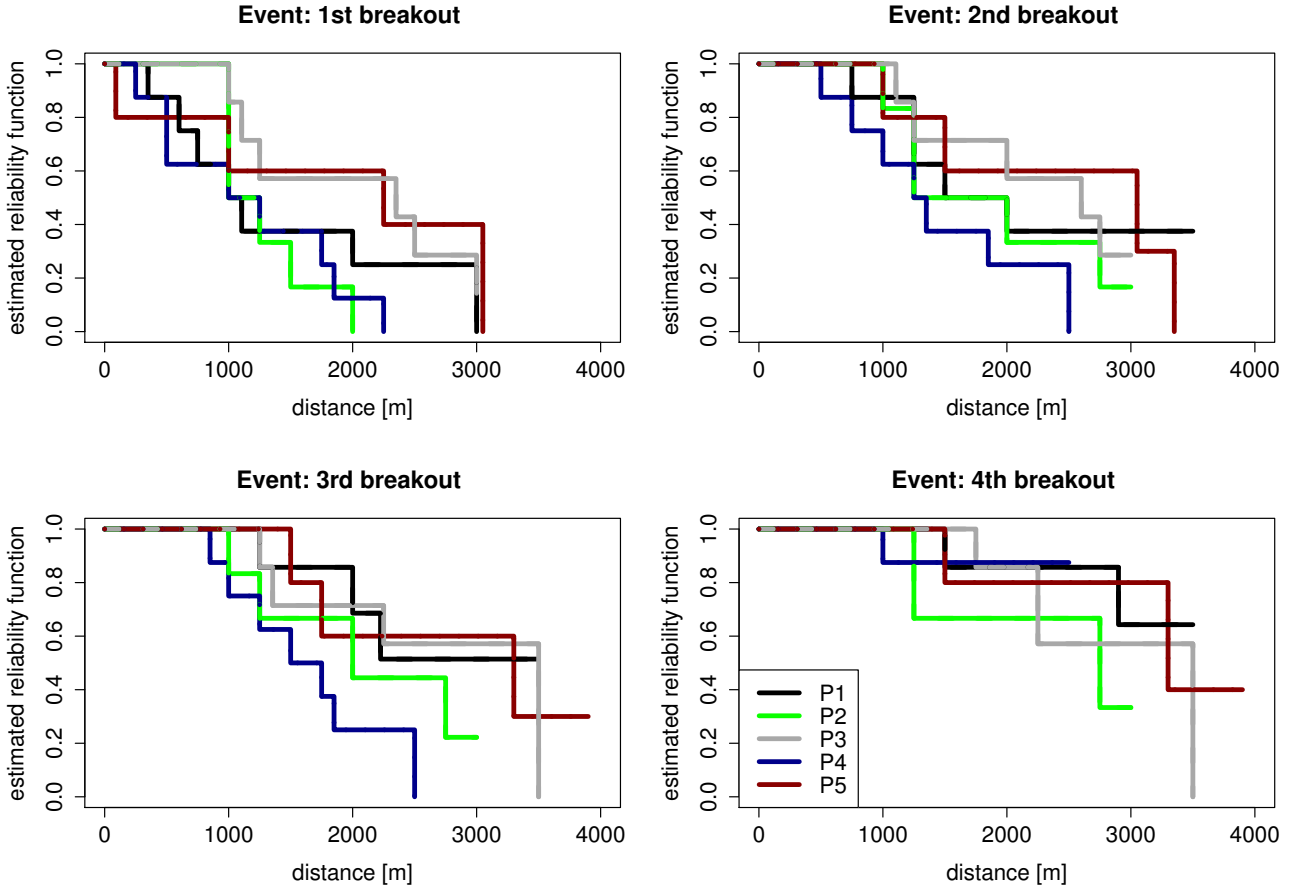 Event: 1st breakout
estimated reliability function
0.0 0.2 0.4 0.6 0.8 1.0
0 1000 2000 3000 4000
distance [m]
Event: 2nd breakout
estimated reliability function
0.0 0.2 0.4 0.6 0.8 1.0
0 1000 2000 3000 4000
distance [m]
Event: 3rd breakout
estimated reliability function
0.0 0.2 0.4 0.6 0.8 1.0
0 1000 2000 3000 4000
distance [m]
Event: 4th breakout
estimated reliability function
0.0 0.2 0.4 0.6 0.8 1.0
P1
P2
P3
P4
P5
0 1000 2000 3000 4000
distance [m]